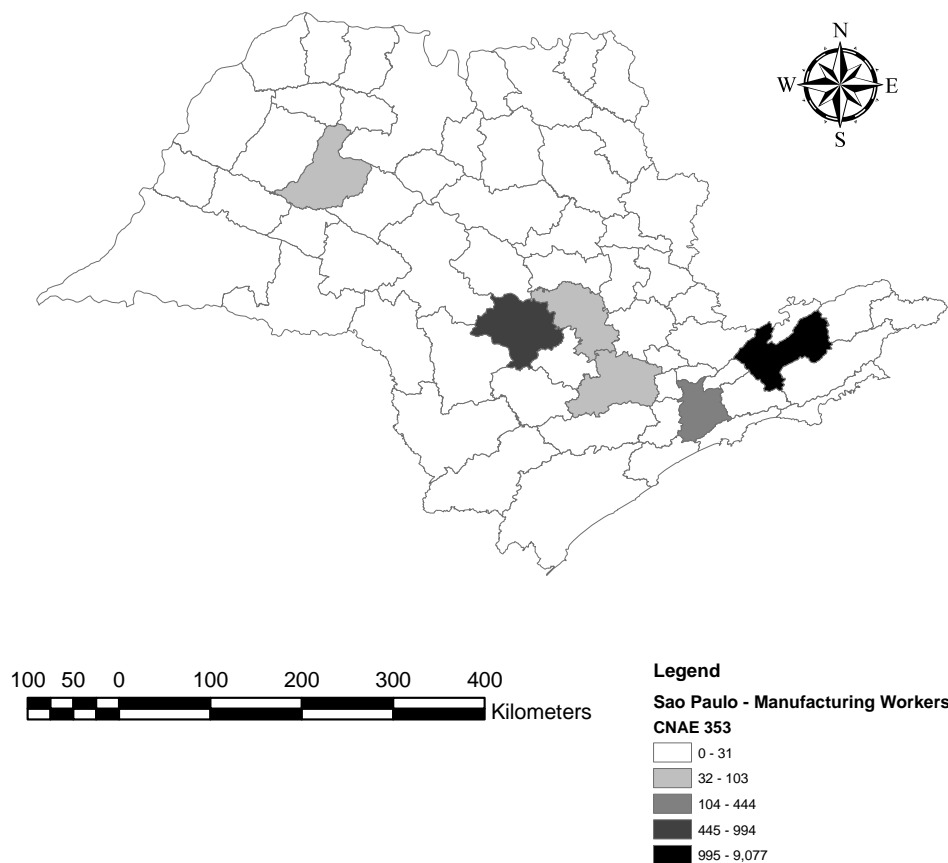 N
W E
S
100 50 0 100 200 300 400
Kilometers
Legend
Sao Paulo - Manufacturing Workers
CNAE 353
0 - 31
32 - 103
104 - 444
445 - 994
995 - 9,077